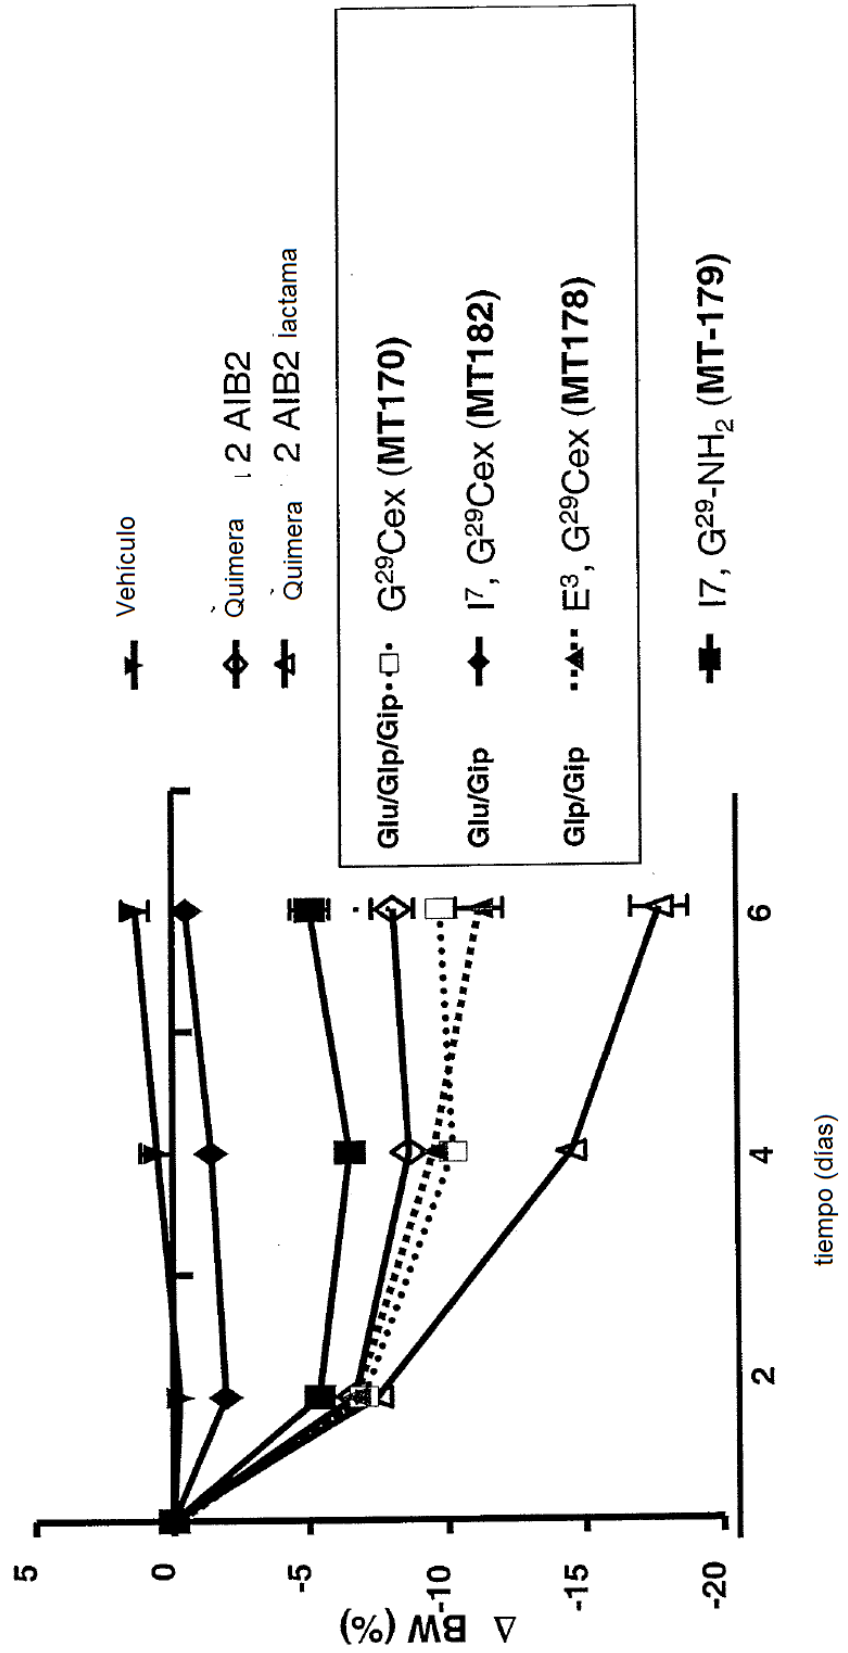 Vehículo
Quimera 2 AIB2
Quimera 2 AIB2 lactama
Glu/Glp/Gip G²⁹Cex (MT170)
Glu/Gip I⁷, G²⁹Cex (MT182)
Glp/Gip E³, G²⁹Cex (MT178)
I7, G²⁹-NH₂ (MT-179)
5
0
-5
-10
-15
-20
Δ BW (%)
2
4
6
tiempo (días)